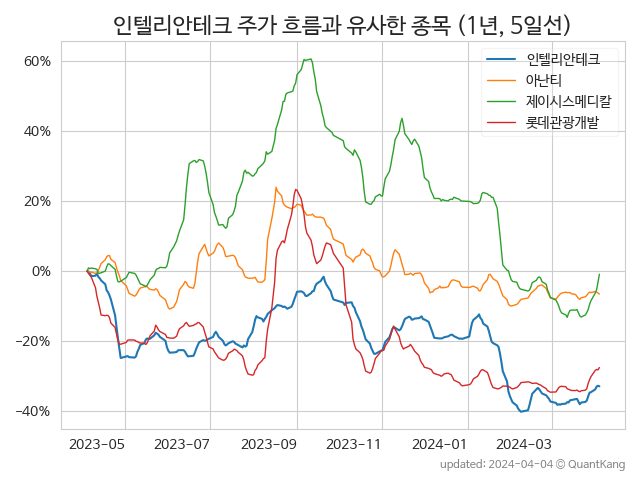 인텔리안테크 주가 흐름과 유사한 종목 (1년, 5일선)
인텔리안테크
아난티
제이시스메디칼
롯데관광개발
60%
40%
20%
0%
−20%
−40%
2023−05
2023−07
2023−09
2023−11
2024−01
2024−03
updated: 2024-04-04 © QuantKang